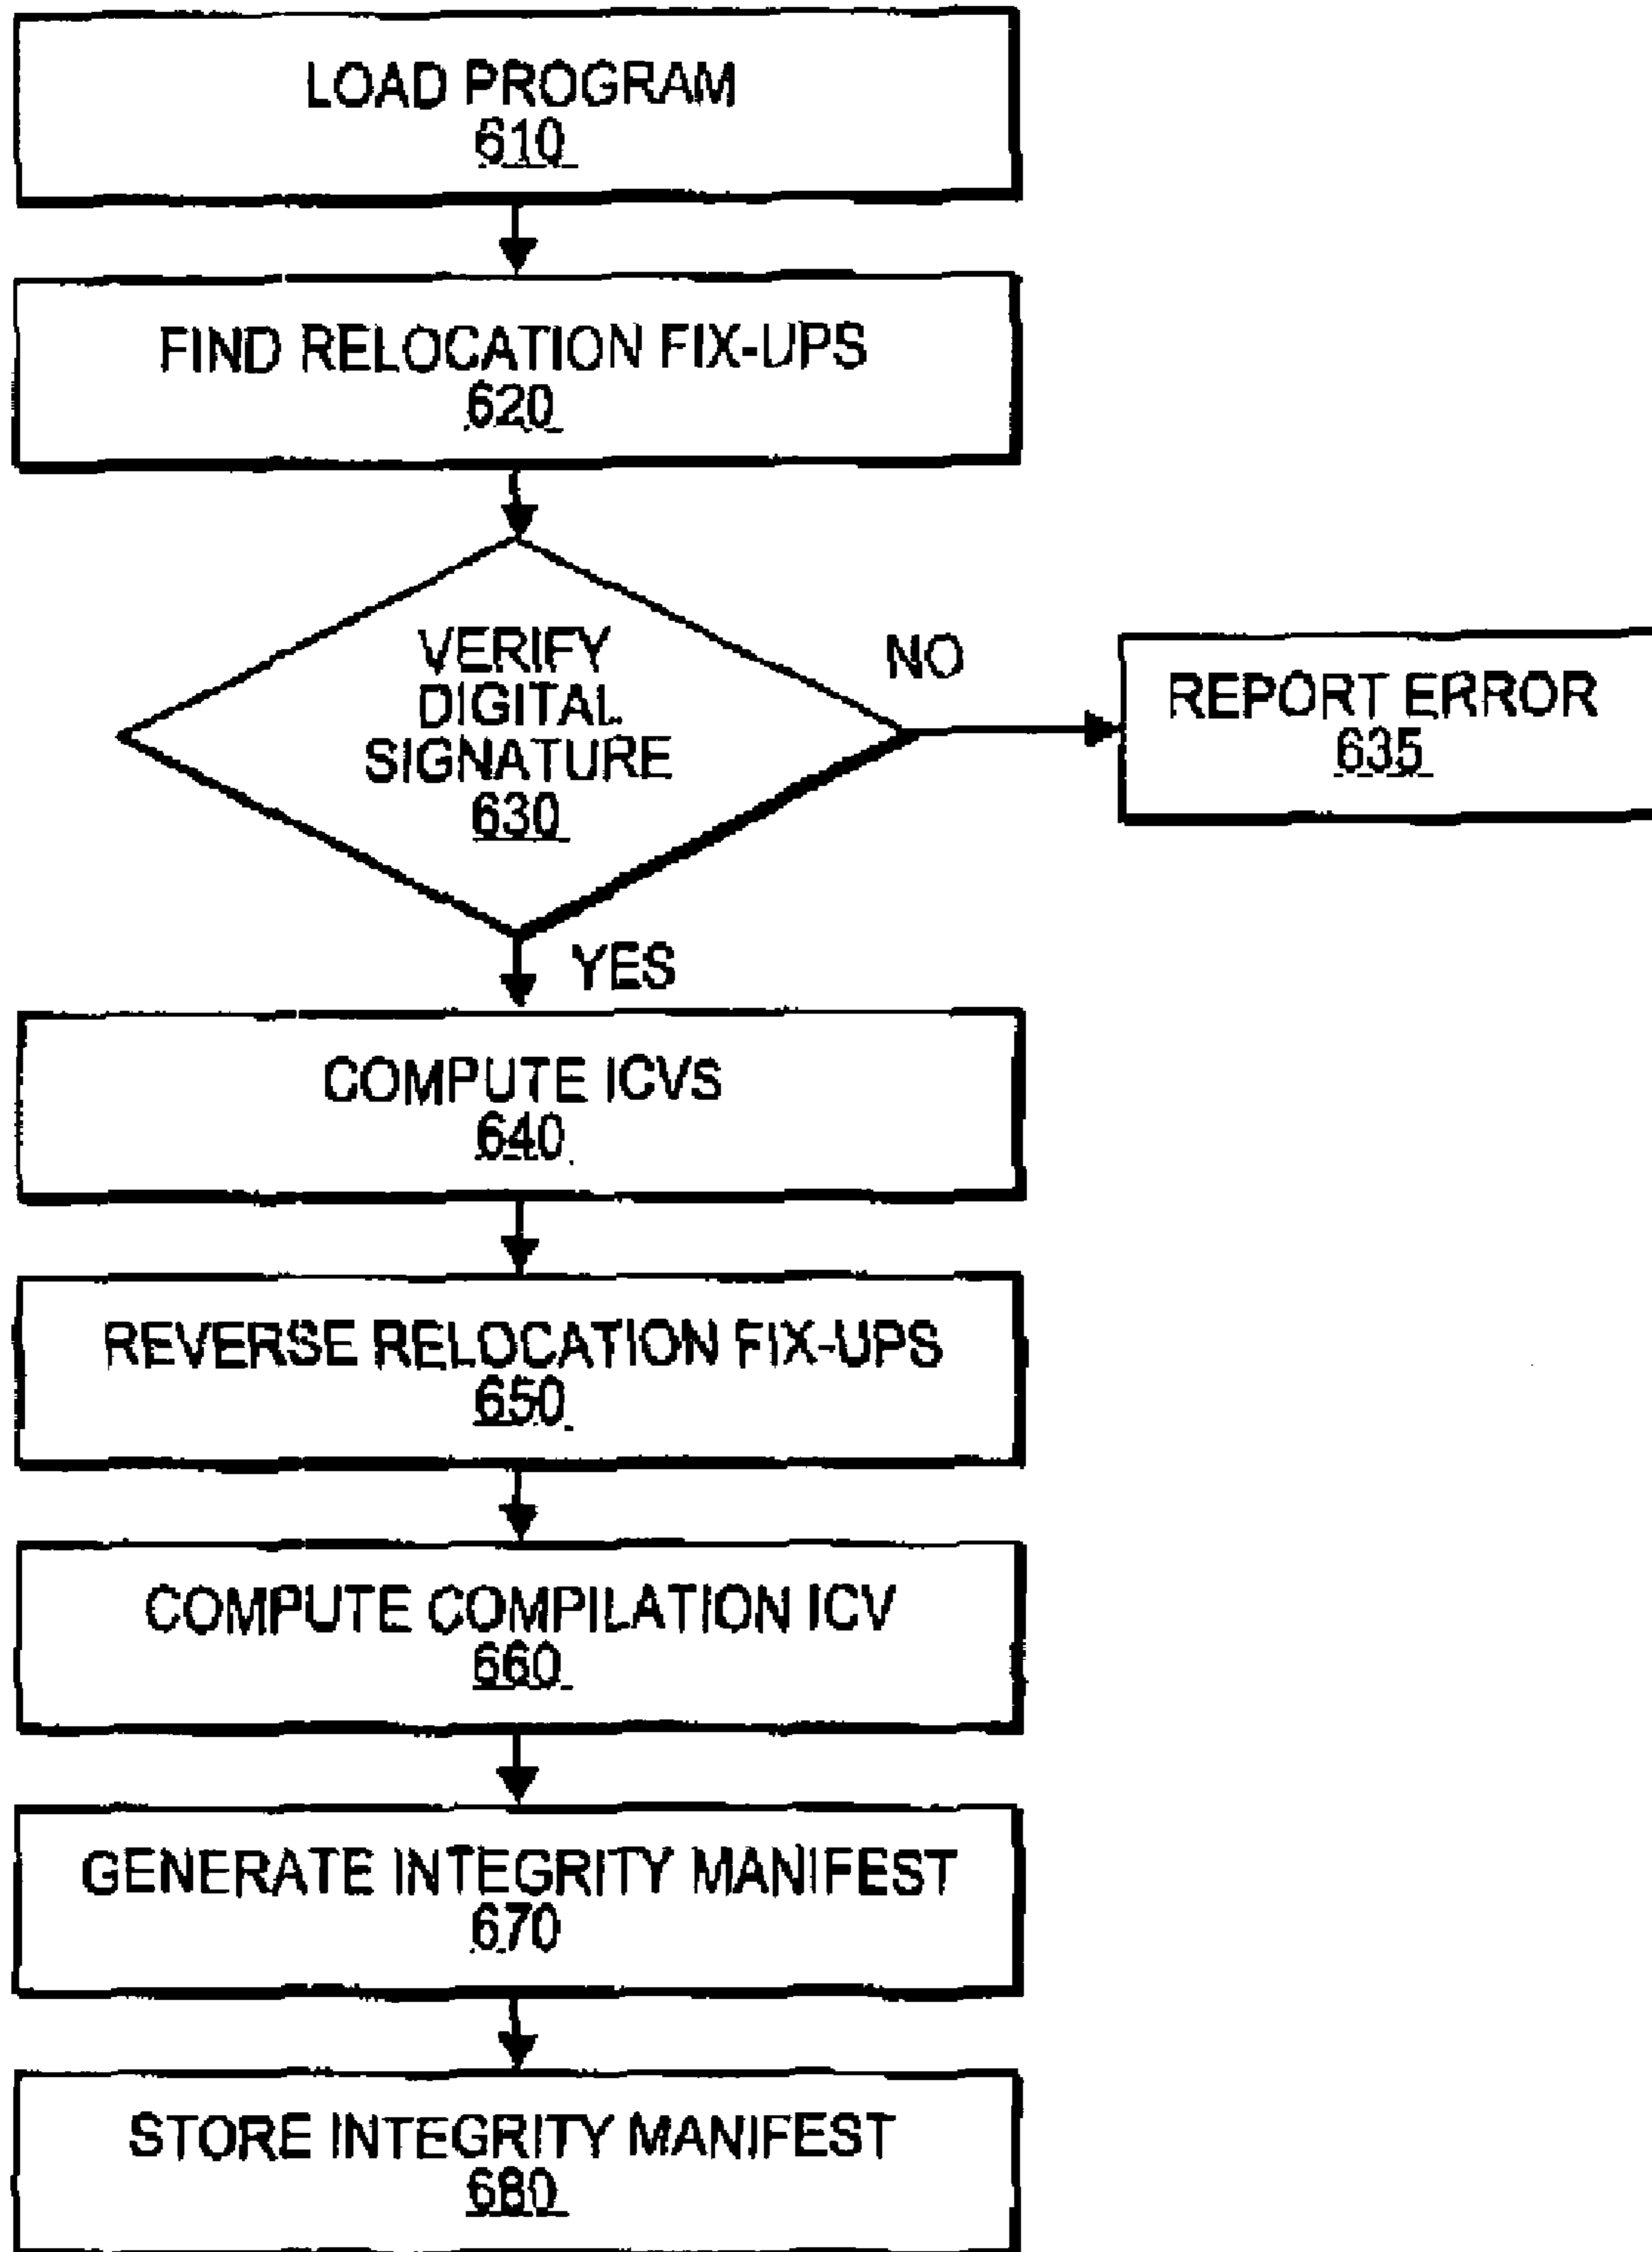 LOAD PROGRAM
610
FIND RELOCATION FIX-UPS
620
VERIFY
DIGITAL
SIGNATURE
630
NO
REPORT ERROR
635
YES
COMPUTE ICVS
640
REVERSE RELOCATION FIX-UPS
650
COMPUTE COMPILATION ICV
660
GENERATE INTEGRITY MANIFEST
670
STORE INTEGRITY MANIFEST
680